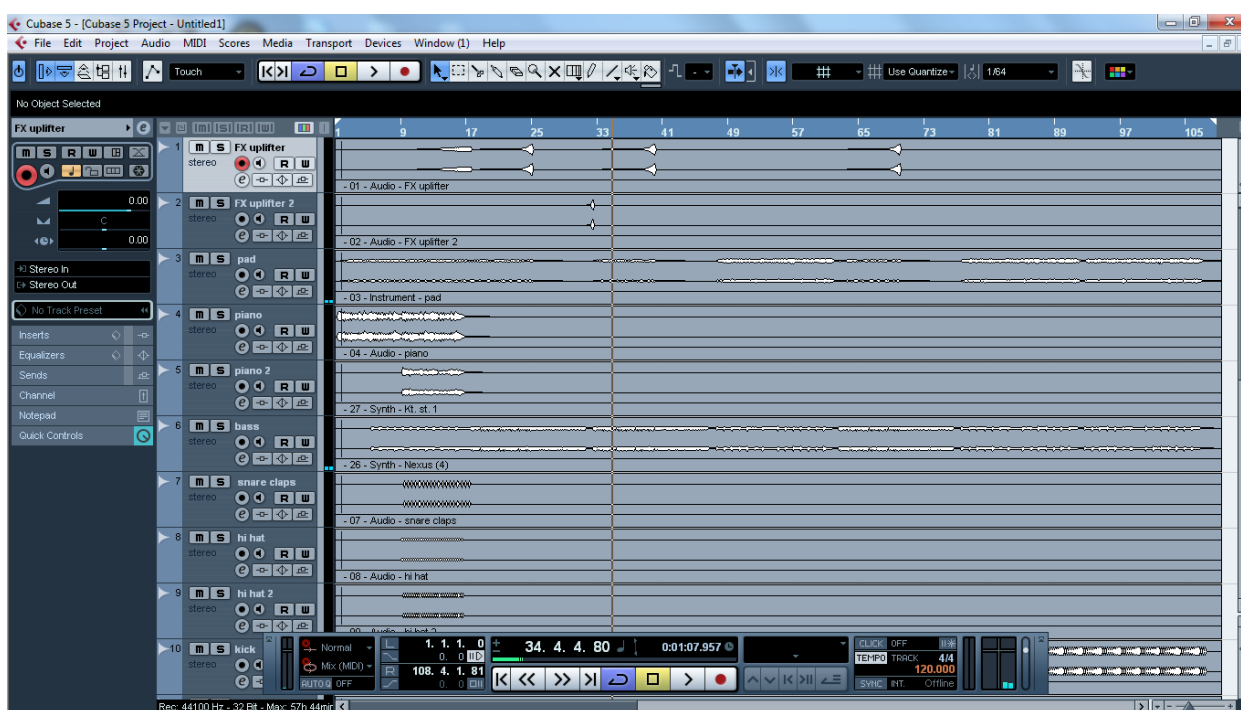 Cubase 5 - [Cubase 5 Project - Untitled1]
File Edit Project Audio MIDI Scores Media Transport Devices Window (1) Help
Touch
Use Quantize
1/64
No Object Selected
FX uplifter
1 9 17 25 33 41 49 57 65 73 81 89 97 105
m S R W
0.00
C
0.00
Stereo In
Stereo Out
No Track Preset
Inserts
Equalizers
Sends
Channel
Notepad
Quick Controls
1 m S FX uplifter
stereo R W
- 01 - Audio - FX uplifter
2 m S FX uplifter 2
stereo R W
- 02 - Audio - FX uplifter 2
3 m S pad
stereo R W
- 03 - Instrument - pad
4 m S piano
stereo R W
- 04 - Audio - piano
5 m S piano 2
stereo R W
- 27 - Synth - Kt. st. 1
6 m S bass
stereo R W
- 26 - Synth - Nexus (4)
7 m S snare claps
stereo R W
- 07 - Audio - snare claps
8 m S hi hat
stereo R W
- 08 - Audio - hi hat
9 m S hi hat 2
stereo R W
10 m S kick
stereo
Normal
Mix (MIDI)
AUTO Q OFF
L 1. 1. 1. 0
0. 0
R 108. 4. 1. 81
0. 0
34. 4. 4. 80
0:01:07.957
CLICK OFF
TEMPO TRACK 4/4
120.000
SYNC INT. Offline
Rec: 44100 Hz - 32 Bit - Max: 57h 44min